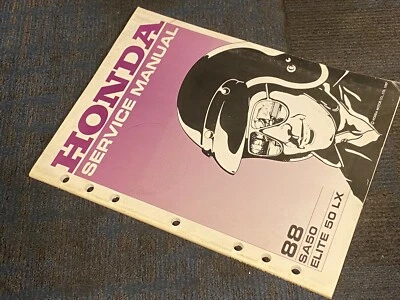 HONDA
SERVICE MANUAL
88
SA50
ELITE 50 LX